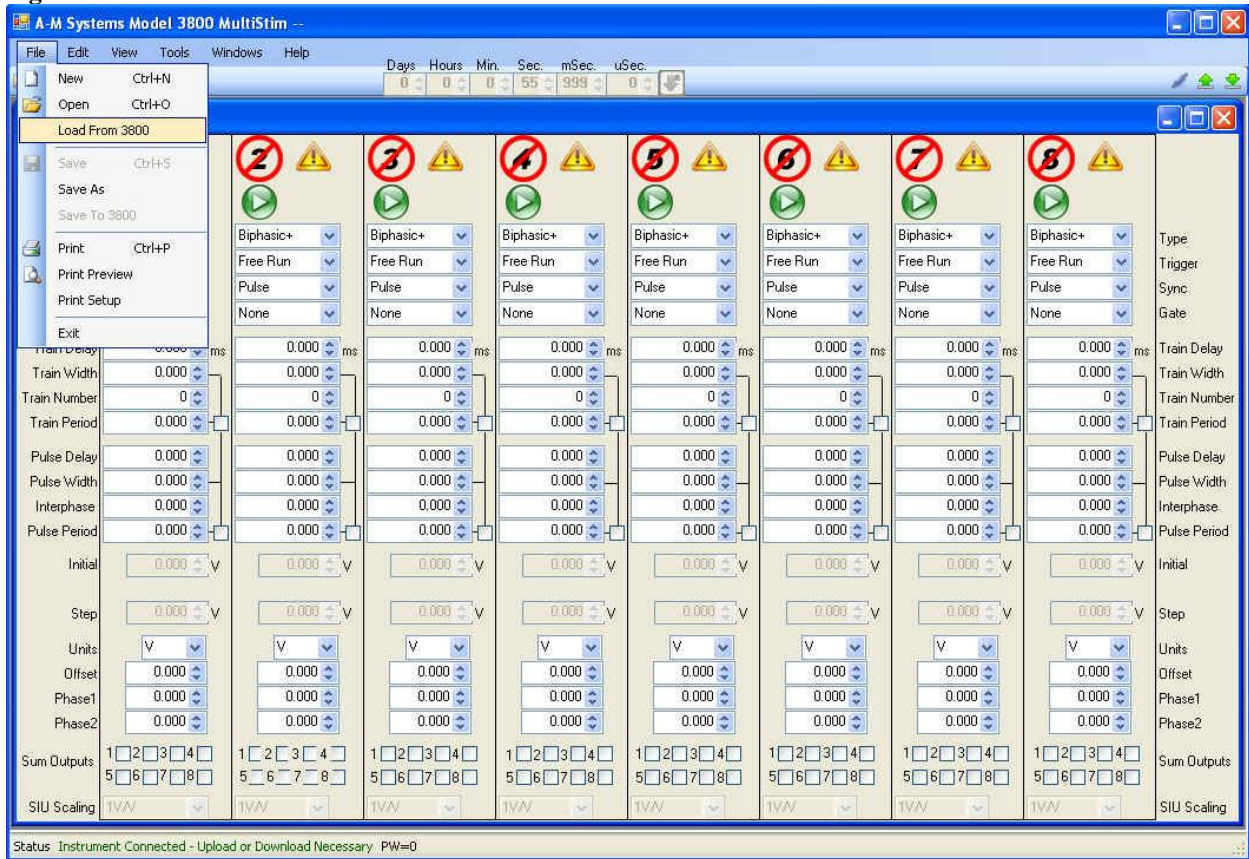 A-M Systems Model 3800 MultiStim --
File Edit View Tools Windows Help
Days Hours Min. Sec. mSec. uSec.
0 0 0 55 999 0
New Ctrl+N
Open Ctrl+O
Load From 3800
Save Ctrl+S
Save As
Save To 3800
Print Ctrl+P
Print Preview
Print Setup
Exit
2 3 4 5 6 7 8
Biphasic+ Biphasic+ Biphasic+ Biphasic+ Biphasic+ Biphasic+ Biphasic+ Type
Free Run Free Run Free Run Free Run Free Run Free Run Free Run Trigger
Pulse Pulse Pulse Pulse Pulse Pulse Pulse Sync
None None None None None None None Gate
Train Delay 0.000 ms 0.000 ms 0.000 ms 0.000 ms 0.000 ms 0.000 ms 0.000 ms 0.000 ms Train Delay
Train Width 0.000 0.000 0.000 0.000 0.000 0.000 0.000 0.000 Train Width
Train Number 0 0 0 0 0 0 0 0 Train Number
Train Period 0.000 0.000 0.000 0.000 0.000 0.000 0.000 0.000 Train Period
Pulse Delay 0.000 0.000 0.000 0.000 0.000 0.000 0.000 0.000 Pulse Delay
Pulse Width 0.000 0.000 0.000 0.000 0.000 0.000 0.000 0.000 Pulse Width
Interphase 0.000 0.000 0.000 0.000 0.000 0.000 0.000 0.000 Interphase
Pulse Period 0.000 0.000 0.000 0.000 0.000 0.000 0.000 0.000 Pulse Period
Initial 0.000 V 0.000 V 0.000 V 0.000 V 0.000 V 0.000 V 0.000 V 0.000 V Initial
Step 0.000 V 0.000 V 0.000 V 0.000 V 0.000 V 0.000 V 0.000 V 0.000 V Step
Units V V V V V V V V Units
Offset 0.000 0.000 0.000 0.000 0.000 0.000 0.000 0.000 Offset
Phase1 0.000 0.000 0.000 0.000 0.000 0.000 0.000 0.000 Phase1
Phase2 0.000 0.000 0.000 0.000 0.000 0.000 0.000 0.000 Phase2
Sum Outputs 1 2 3 4 1 2 3 4 1 2 3 4 1 2 3 4 1 2 3 4 1 2 3 4 1 2 3 4 1 2 3 4 Sum Outputs
5 6 7 8 5 6 7 8 5 6 7 8 5 6 7 8 5 6 7 8 5 6 7 8 5 6 7 8 5 6 7 8
SIU Scaling 1V/V 1V/V 1V/V 1V/V 1V/V 1V/V 1V/V 1V/V SIU Scaling
Status Instrument Connected - Upload or Download Necessary PW=0